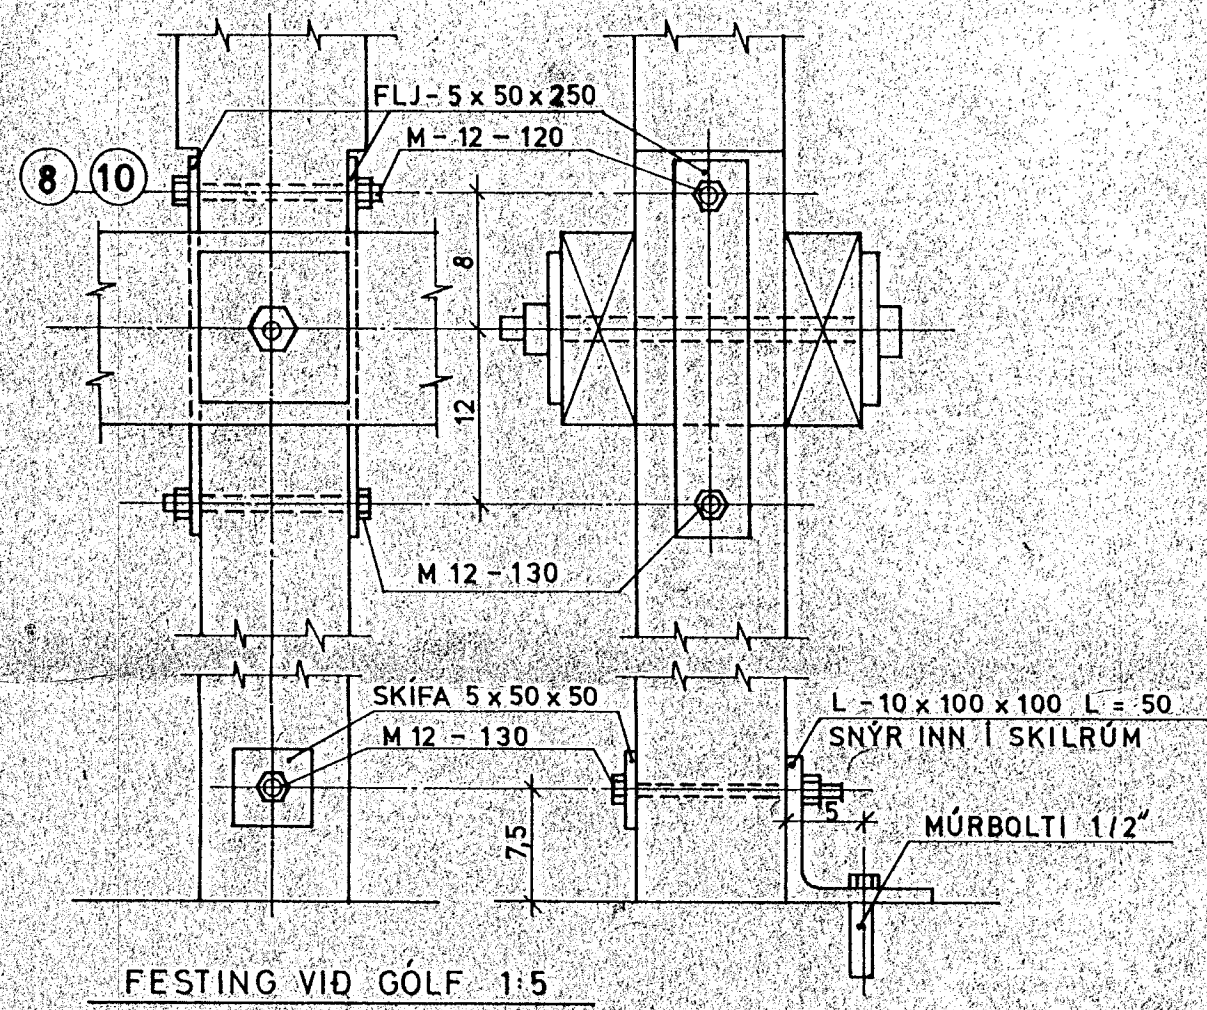 FLJ- 5 x 50 x 250
M - 12 - 120
8 10
8
12
M 12 - 130
SKÍFA 5 x 50 x 50
M 12 - 130
L - 10 x 100 x 100 L = 50
SNÝR INN Í SKILRÚM
5
MÚRBOLTI 1/2"
7,5
FESTING VIÐ GÓLF 1:5